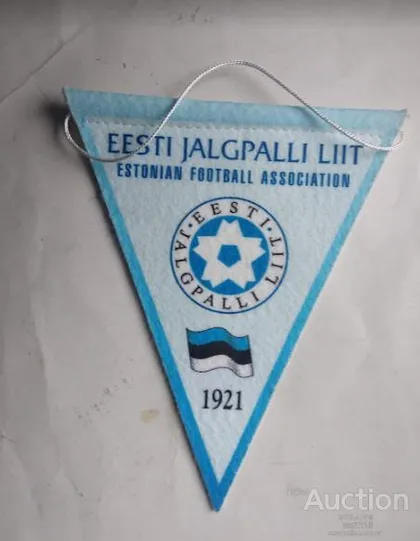 EESTI JALGPALLI LIIT
ESTONIAN FOOTBALL ASSOCIATION
·EESTI·
JALGPALLI LIIT
1921
Auction